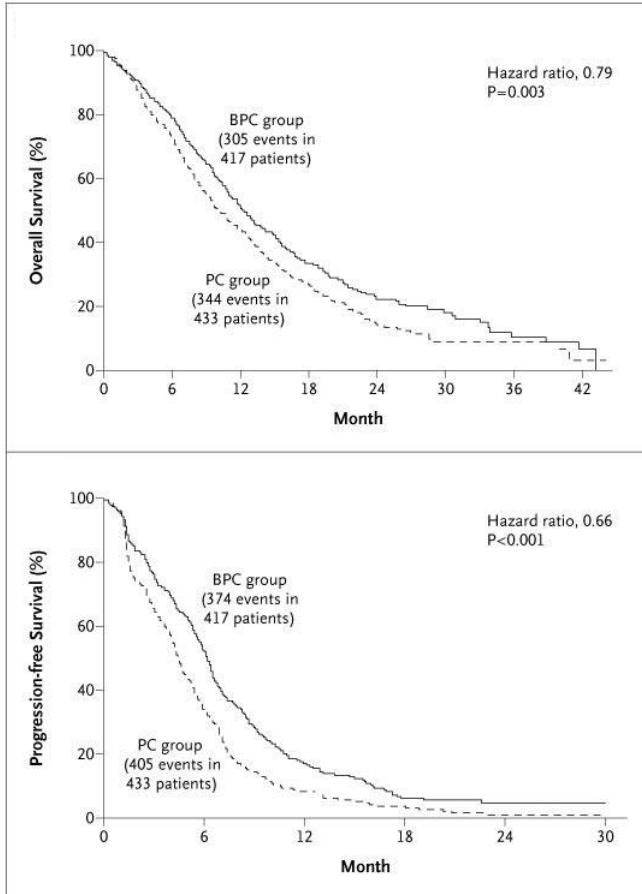 100
80
60
40
20
0
Overall Survival (%)
Hazard ratio, 0.79
P=0.003
BPC group
(305 events in
417 patients)
PC group
(344 events in
433 patients)
0 6 12 18 24 30 36 42
Month
100
80
60
40
20
0
Progression-free Survival (%)
Hazard ratio, 0.66
P<0.001
BPC group
(374 events in
417 patients)
PC group
(405 events in
433 patients)
0 6 12 18 24 30
Month